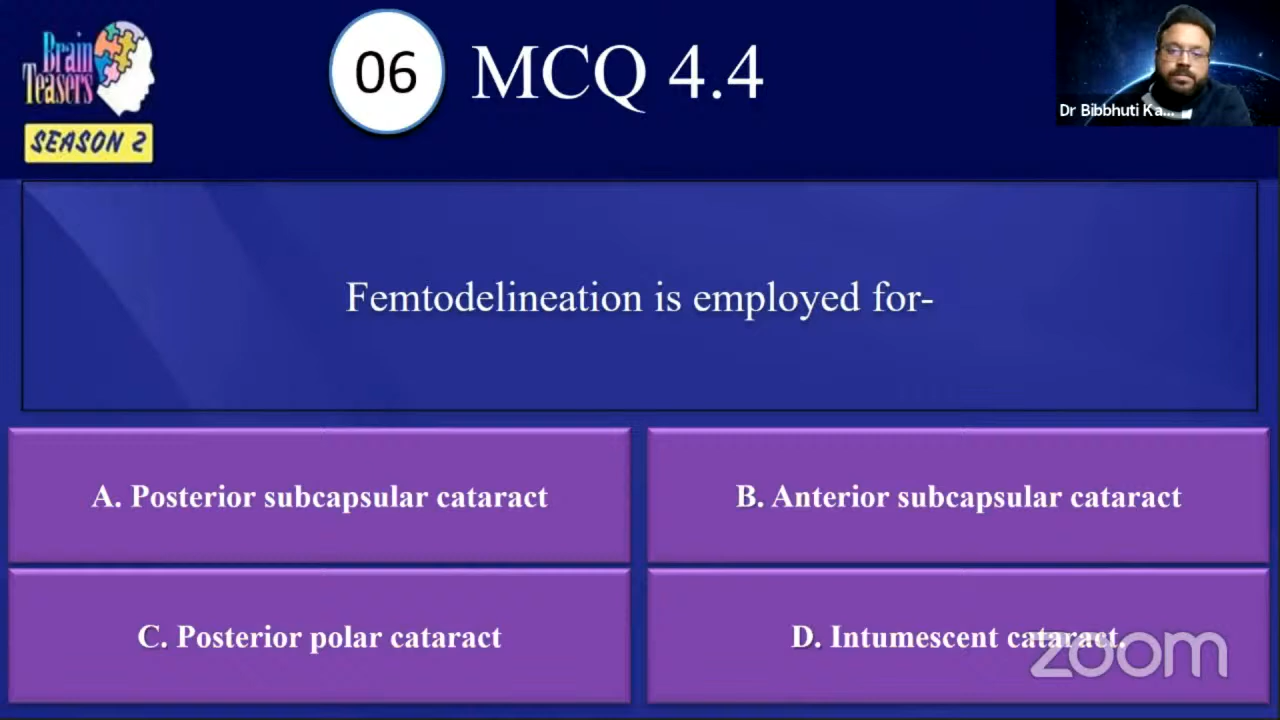 Brain
Teasers
SEASON 2
06
MCQ 4.4
Dr Bibbhuti Ka...
Femtodelineation is employed for-
A. Posterior subcapsular cataract
B. Anterior subcapsular cataract
C. Posterior polar cataract
D. Intumescent cataract.
zoom